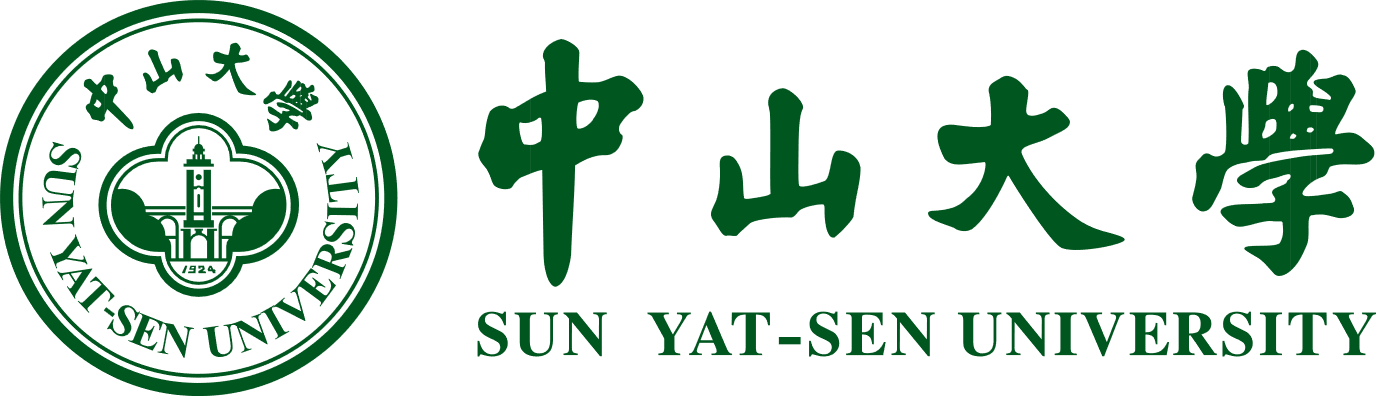 中山大學
SUN YAT-SEN UNIVERSITY
1924
中山大學
SUN YAT-SEN UNIVERSITY